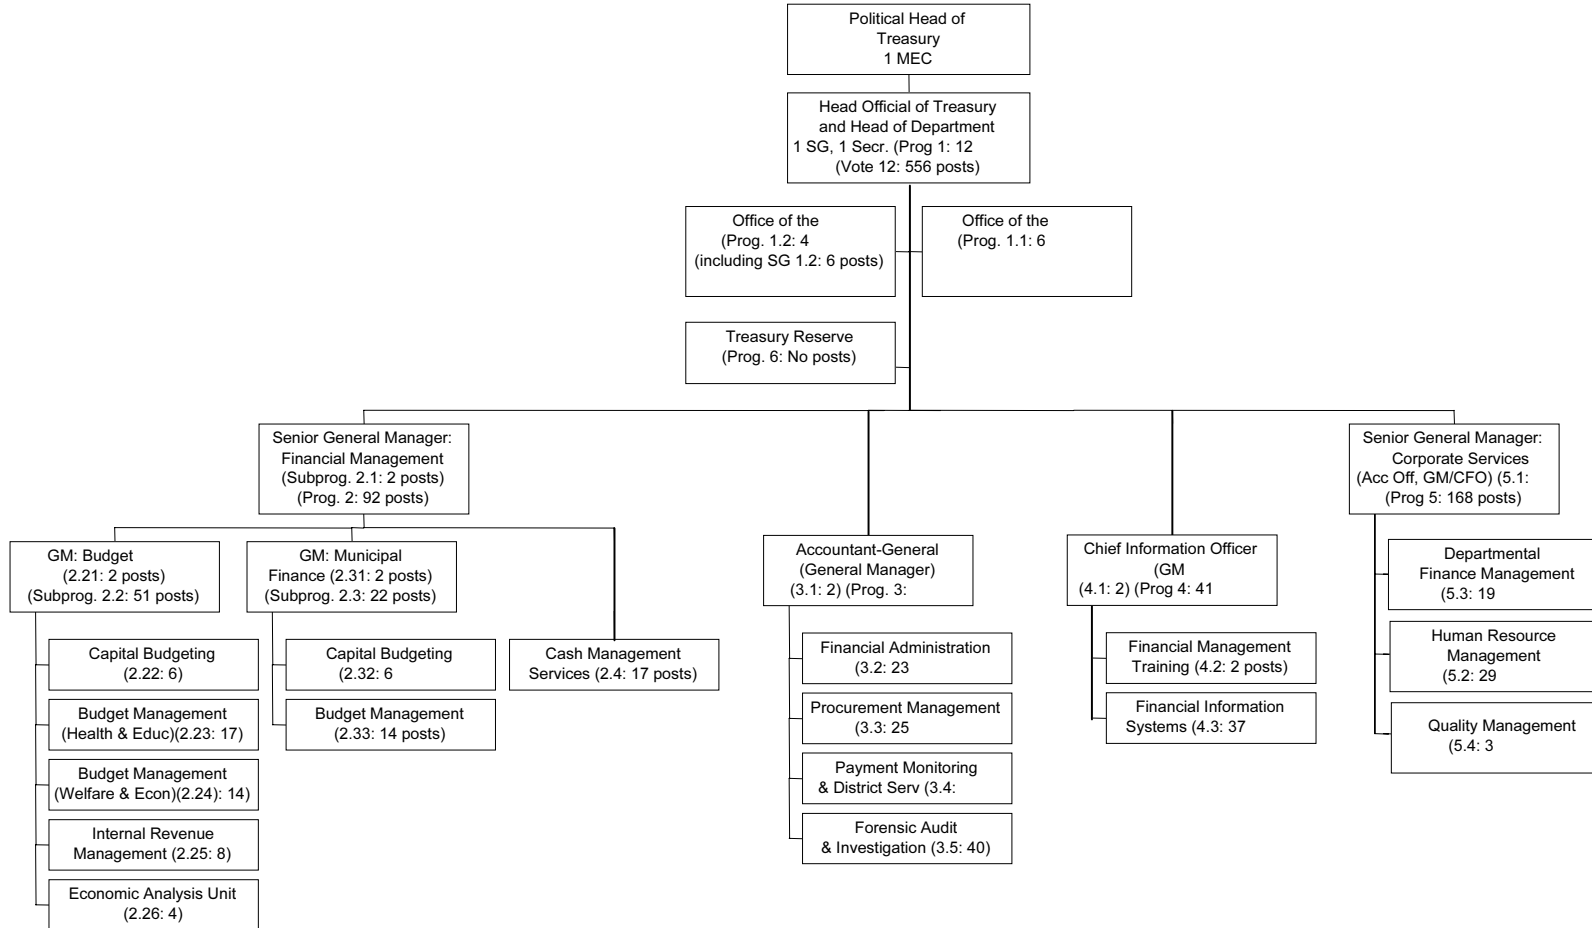 Political Head of
Treasury
1 MEC
Head Official of Treasury
and Head of Department
1 SG, 1 Secr. (Prog 1: 12
(Vote 12: 556 posts)
Office of the
(Prog. 1.2: 4
(including SG 1.2: 6 posts)
Office of the
(Prog. 1.1: 6
Treasury Reserve
(Prog. 6: No posts)
Senior General Manager:
Financial Management
(Subprog. 2.1: 2 posts)
(Prog. 2: 92 posts)
Senior General Manager:
Corporate Services
(Acc Off, GM/CFO) (5.1:
(Prog 5: 168 posts)
GM: Budget
(2.21: 2 posts)
(Subprog. 2.2: 51 posts)
GM: Municipal
Finance (2.31: 2 posts)
(Subprog. 2.3: 22 posts)
Accountant-General
(General Manager)
(3.1: 2) (Prog. 3:
Chief Information Officer
(GM
(4.1: 2) (Prog 4: 41
Departmental
Finance Management
(5.3: 19
Capital Budgeting
(2.22: 6)
Capital Budgeting
(2.32: 6
Cash Management
Services (2.4: 17 posts)
Financial Administration
(3.2: 23
Financial Management
Training (4.2: 2 posts)
Human Resource
Management
(5.2: 29
Budget Management
(Health & Educ)(2.23: 17)
Budget Management
(2.33: 14 posts)
Procurement Management
(3.3: 25
Financial Information
Systems (4.3: 37
Quality Management
(5.4: 3
Budget Management
(Welfare & Econ)(2.24): 14)
Payment Monitoring
& District Serv (3.4:
Internal Revenue
Management (2.25: 8)
Forensic Audit
& Investigation (3.5: 40)
Economic Analysis Unit
(2.26: 4)